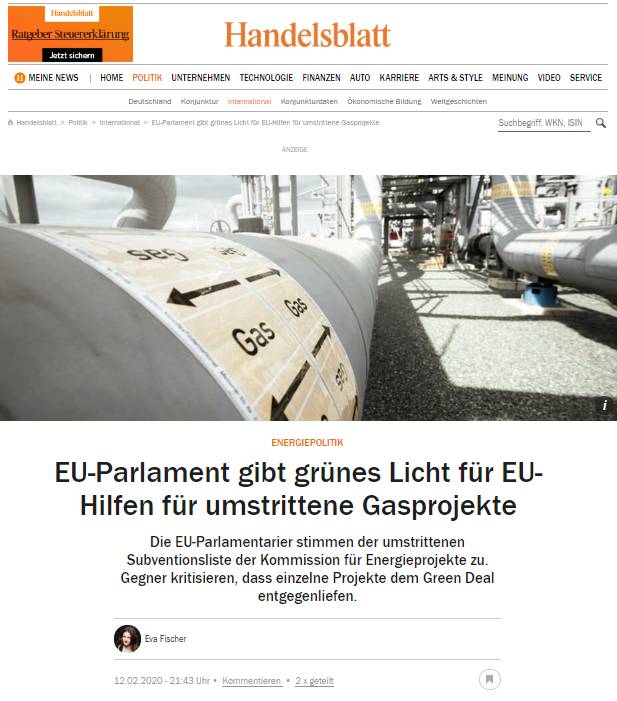 Handelsblatt
Ratgeber Steuererklärung
Jetzt sichern
Handelsblatt
H MEINE NEWS | HOME POLITIK UNTERNEHMEN TECHNOLOGIE FINANZEN AUTO KARRIERE ARTS & STYLE MEINUNG VIDEO SERVICE
Deutschland Konjunktur International Konjunkturdaten Ökonomische Bildung Weltgeschichten
Handelsblatt > Politik > International > EU-Parlament gibt grünes Licht für EU-Hilfen für umstrittene Gasprojekte
Suchbegriff, WKN, ISIN
ANZEIGE
Gas
Gas
Gas
Gas
Gas
i
ENERGIEPOLITIK
EU-Parlament gibt grünes Licht für EU-
Hilfen für umstrittene Gasprojekte
Die EU-Parlamentarier stimmen der umstrittenen
Subventionsliste der Kommission für Energieprojekte zu.
Gegner kritisieren, dass einzelne Projekte dem Green Deal
entgegenliefen.
Eva Fischer
12.02.2020 - 21:43 Uhr • Kommentieren • 2 x geteilt